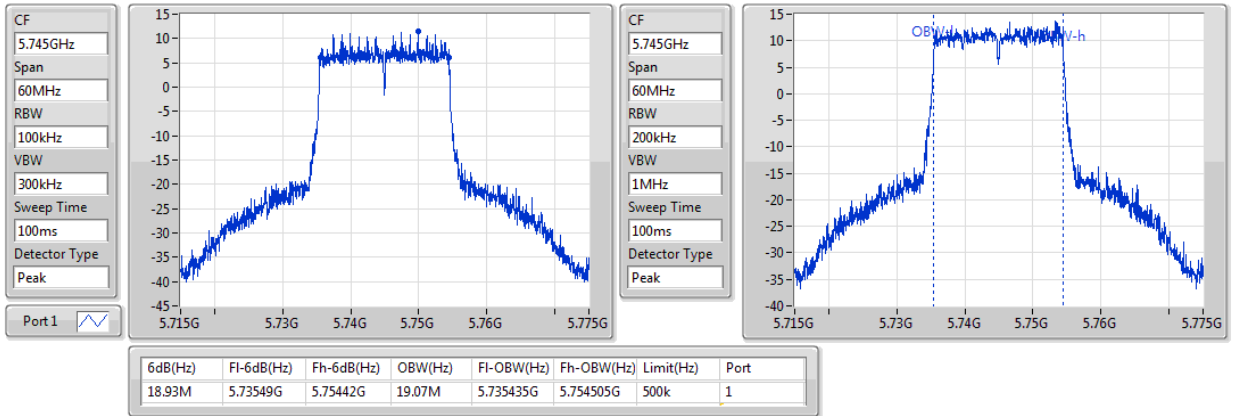 CF
5.745GHz
Span
60MHz
RBW
100kHz
VBW
300kHz
Sweep Time
100ms
Detector Type
Peak
Port 1
15
10
5
0
-5
-10
-15
-20
-25
-30
-35
-40
-45
5.715G 5.73G 5.74G 5.75G 5.76G 5.775G
CF
5.745GHz
Span
60MHz
RBW
200kHz
VBW
1MHz
Sweep Time
100ms
Detector Type
Peak
15
10
5
0
-5
-10
-15
-20
-25
-30
-35
-40
5.715G 5.73G 5.74G 5.75G 5.76G 5.775G
6dB(Hz) Fl-6dB(Hz) Fh-6dB(Hz) OBW(Hz) Fl-OBW(Hz) Fh-OBW(Hz) Limit(Hz) Port
18.93M 5.73549G 5.75442G 19.07M 5.735435G 5.754505G 500k 1